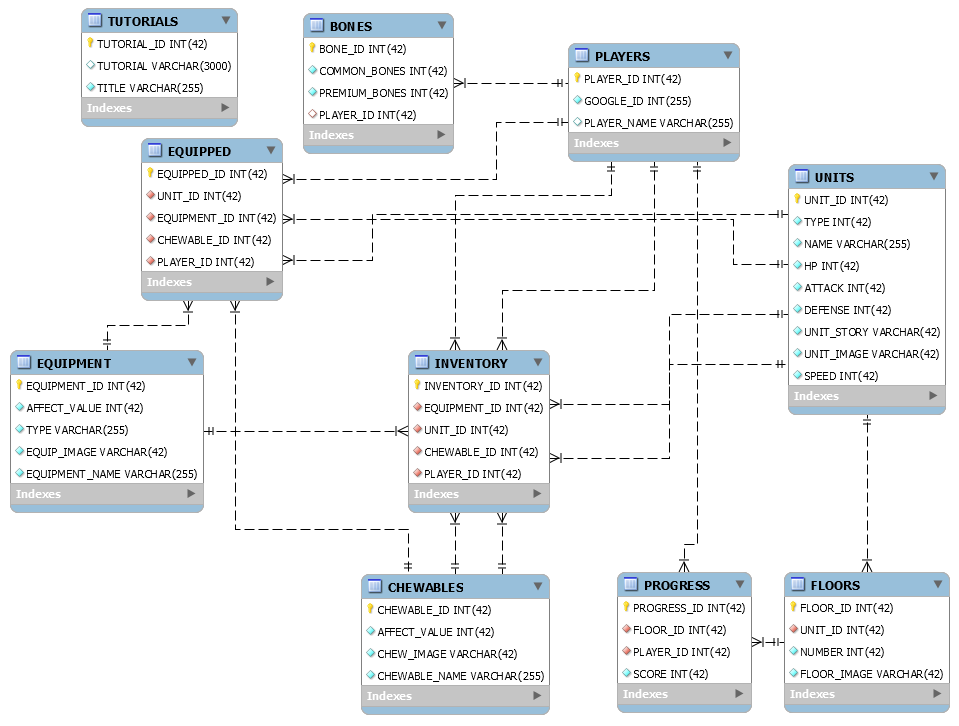 TUTORIALS
TUTORIAL_ID INT(42)
TUTORIAL VARCHAR(3000)
TITLE VARCHAR(255)
Indexes
BONES
BONE_ID INT(42)
COMMON_BONES INT(42)
PREMIUM_BONES INT(42)
PLAYER_ID INT(42)
Indexes
PLAYERS
PLAYER_ID INT(42)
GOOGLE_ID INT(255)
PLAYER_NAME VARCHAR(255)
Indexes
EQUIPPED
EQUIPPED_ID INT(42)
UNIT_ID INT(42)
EQUIPMENT_ID INT(42)
CHEWABLE_ID INT(42)
PLAYER_ID INT(42)
Indexes
UNITS
UNIT_ID INT(42)
TYPE INT(42)
NAME VARCHAR(255)
HP INT(42)
ATTACK INT(42)
DEFENSE INT(42)
UNIT_STORY VARCHAR(42)
UNIT_IMAGE VARCHAR(42)
SPEED INT(42)
Indexes
EQUIPMENT
EQUIPMENT_ID INT(42)
AFFECT_VALUE INT(42)
TYPE VARCHAR(255)
EQUIP_IMAGE VARCHAR(42)
EQUIPMENT_NAME VARCHAR(255)
Indexes
INVENTORY
INVENTORY_ID INT(42)
EQUIPMENT_ID INT(42)
UNIT_ID INT(42)
CHEWABLE_ID INT(42)
PLAYER_ID INT(42)
Indexes
CHEWABLES
CHEWABLE_ID INT(42)
AFFECT_VALUE INT(42)
CHEW_IMAGE VARCHAR(42)
CHEWABLE_NAME VARCHAR(255)
Indexes
PROGRESS
PROGRESS_ID INT(42)
FLOOR_ID INT(42)
PLAYER_ID INT(42)
SCORE INT(42)
Indexes
FLOORS
FLOOR_ID INT(42)
UNIT_ID INT(42)
NUMBER INT(42)
FLOOR_IMAGE VARCHAR(42)
Indexes